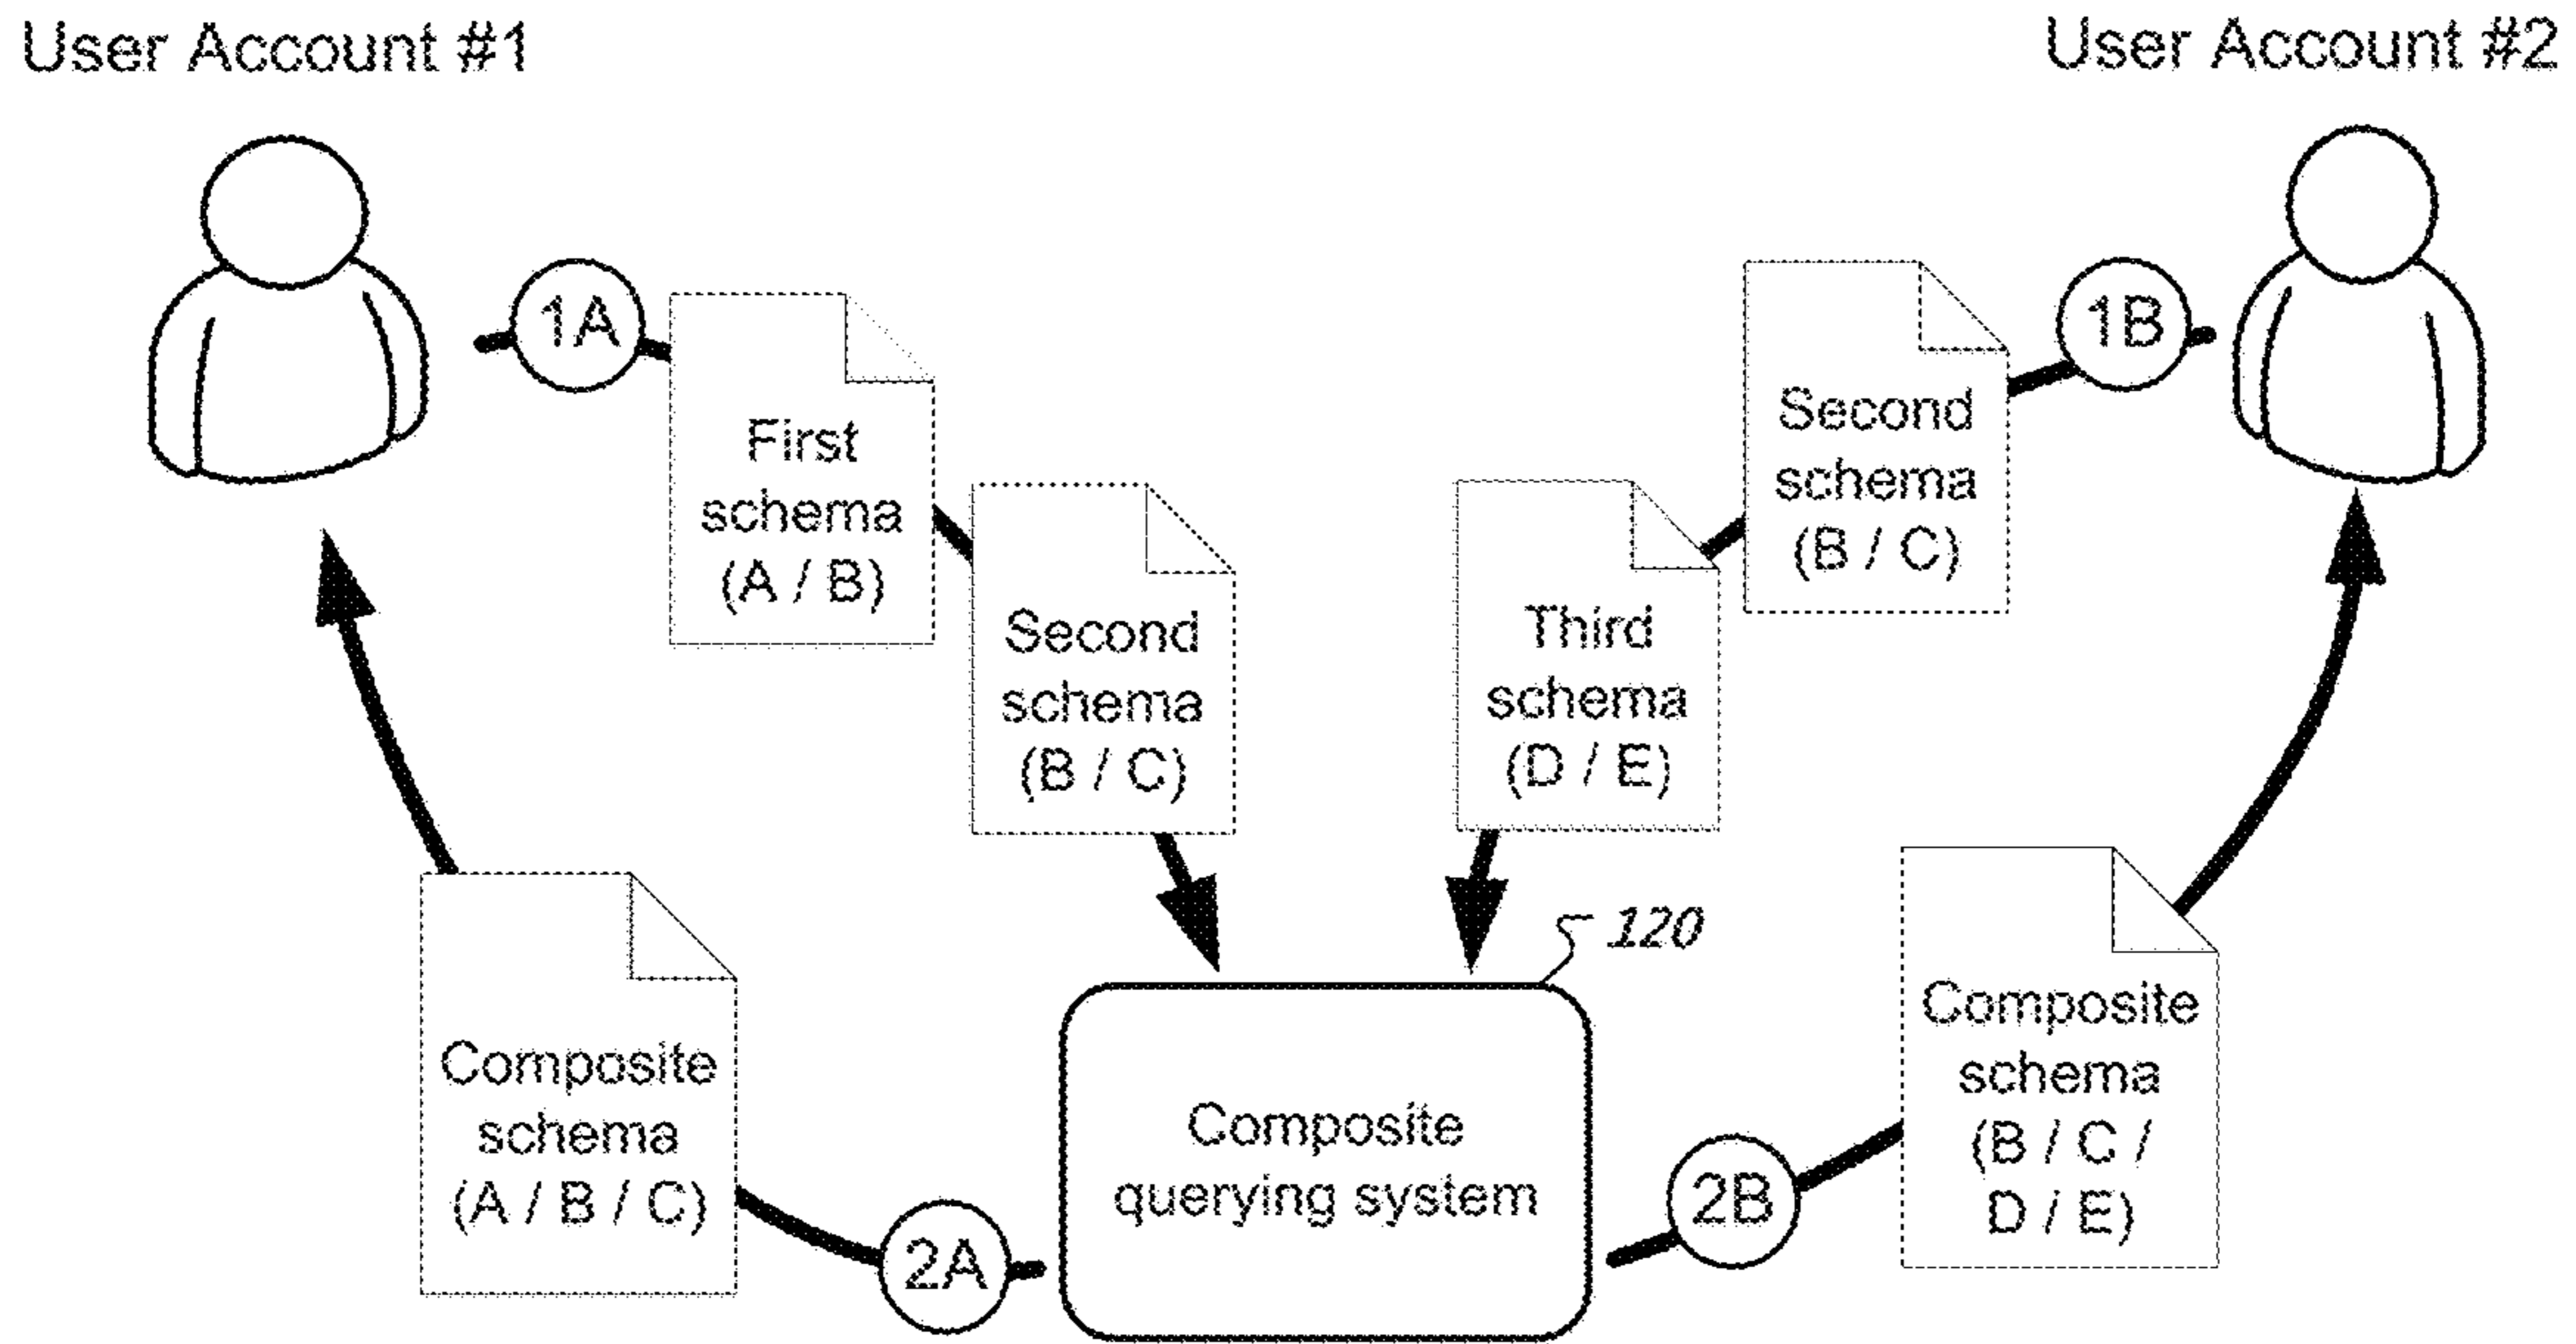 User Account #1
User Account #2
1A
First
schema
(A / B)
Second
schema
(B / C)
1B
Second
schema
(B / C)
Third
schema
(D / E)
120
Composite
querying system
2A
Composite
schema
(A / B / C)
2B
Composite
schema
(B / C /
D / E)